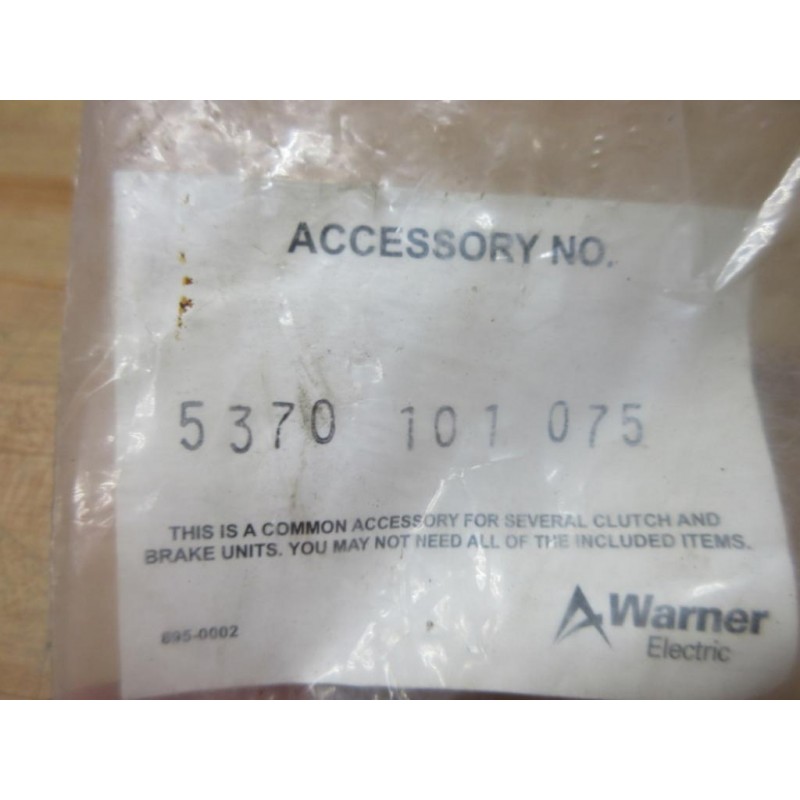 ACCESSORY NO.
5370 101 075
THIS IS A COMMON ACCESSORY FOR SEVERAL CLUTCH AND
BRAKE UNITS. YOU MAY NOT NEED ALL OF THE INCLUDED ITEMS.
Warner
Electric
695-0002